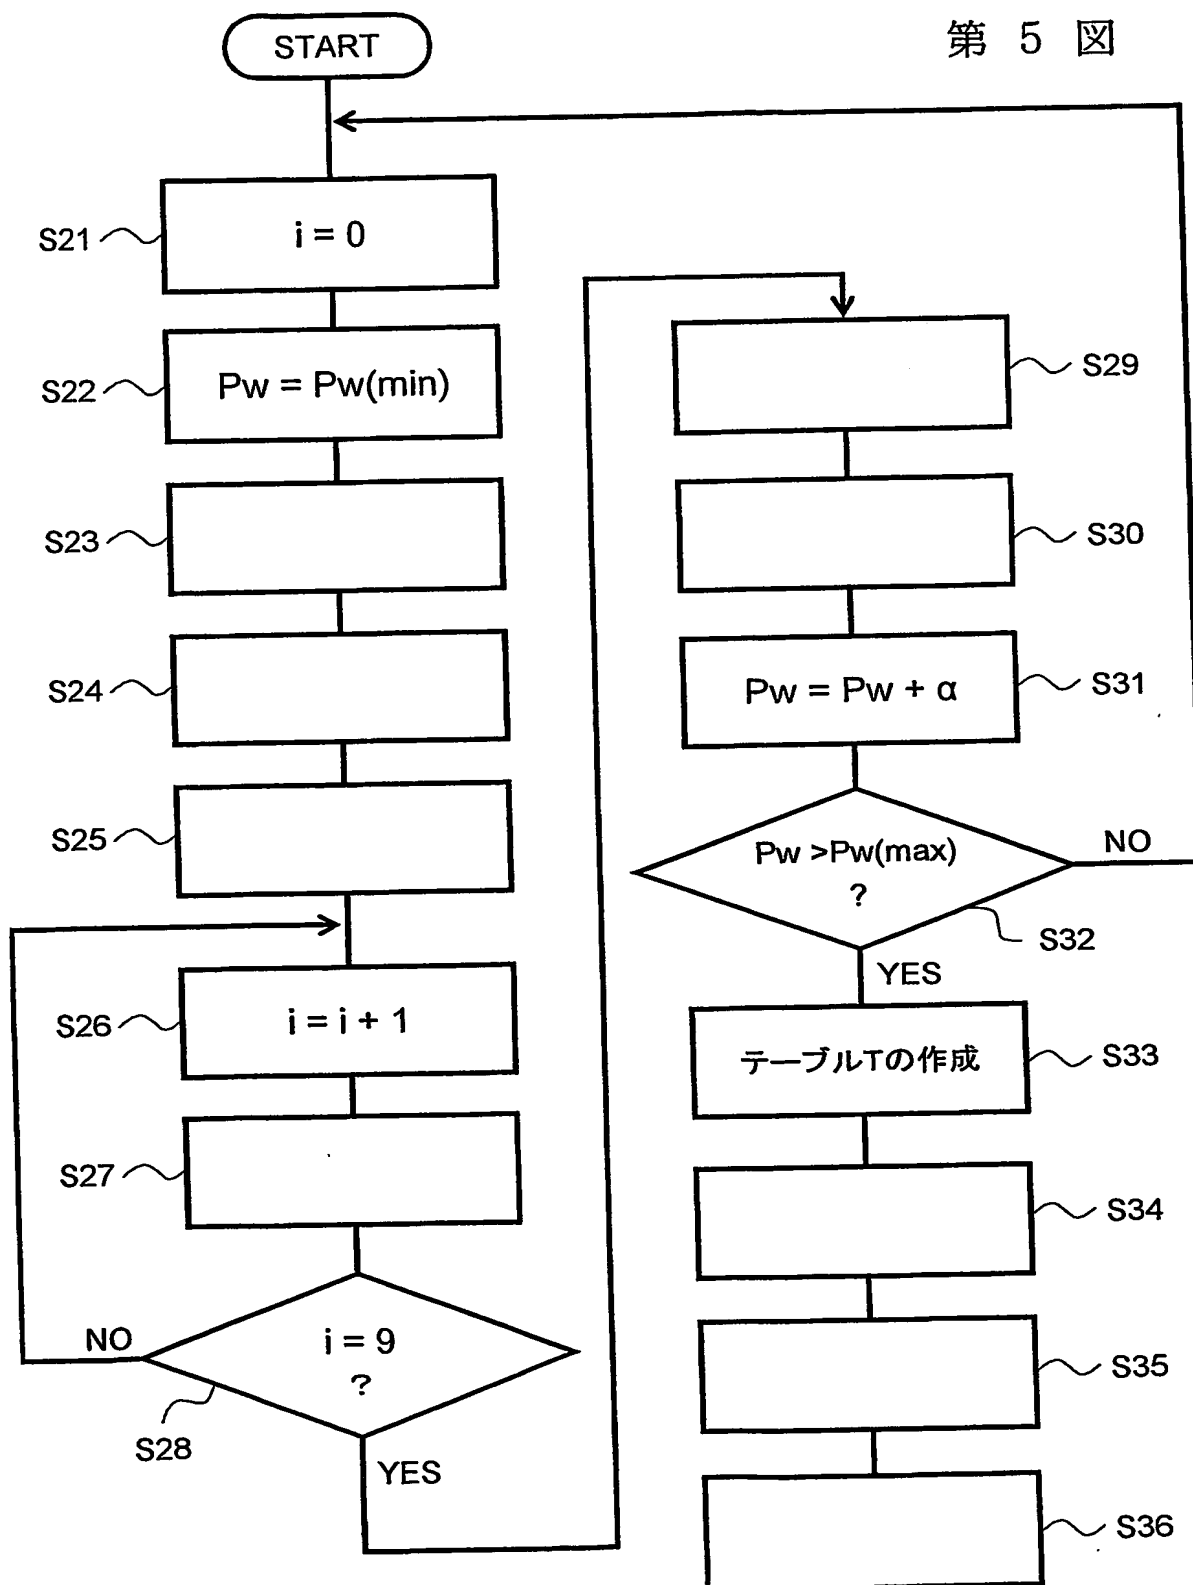 第 5 図
START
S21
i = 0
S22
Pw = Pw(min)
S23
S24
S25
S26
i = i + 1
S27
i = 9
?
NO
S28
YES
S29
S30
Pw = Pw + α
S31
Pw >Pw(max)
?
NO
S32
YES
テーブルTの作成
S33
S34
S35
S36